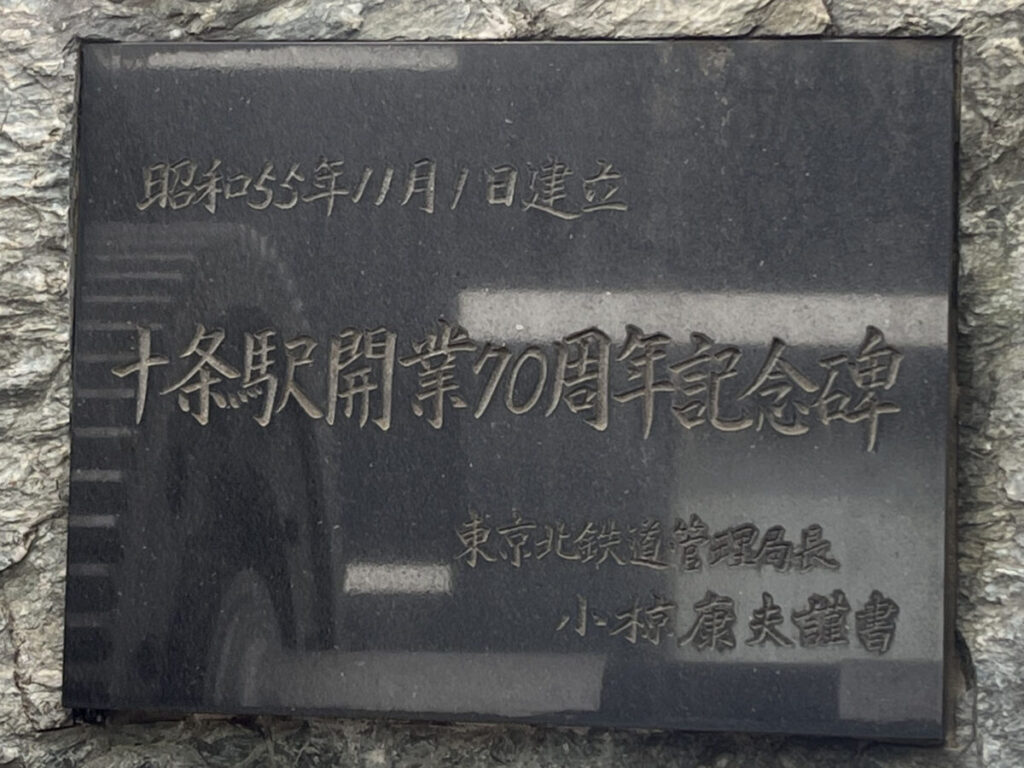 昭和55年11月1日建立
十条駅開業70周年記念碑
東京北鉄道管理局長
小椋康夫謹書